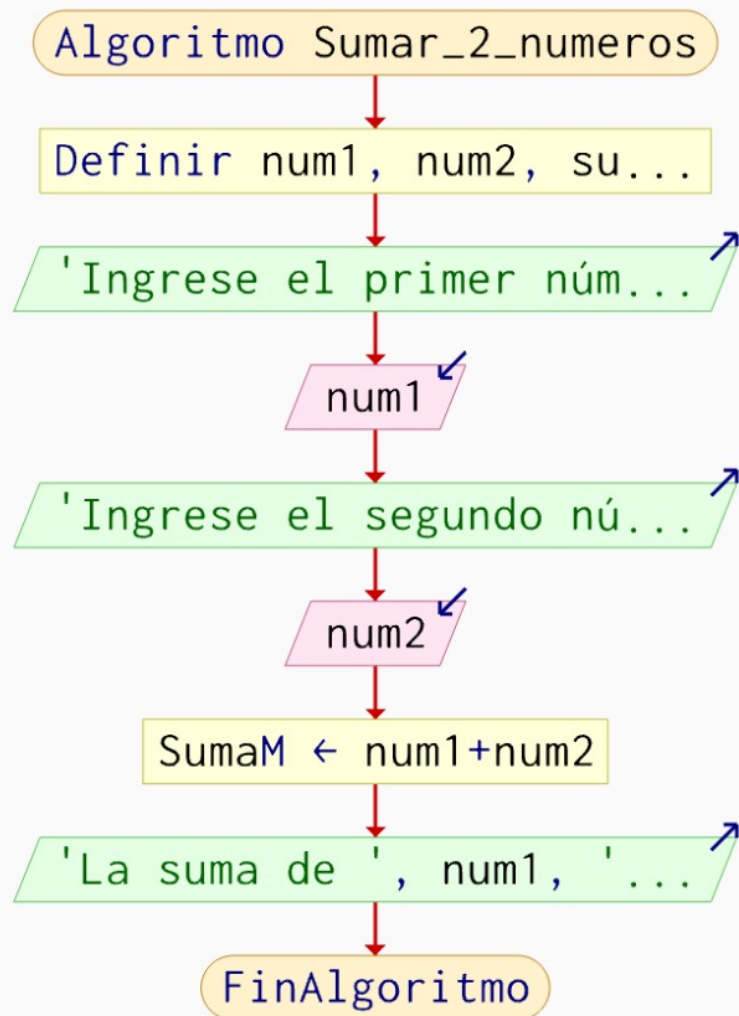 Algoritmo Sumar_2_numeros
Definir num1, num2, su...
'Ingrese el primer núm...
num1
'Ingrese el segundo nú...
num2
SumaM ← num1+num2
'La suma de ', num1, '...
FinAlgoritmo